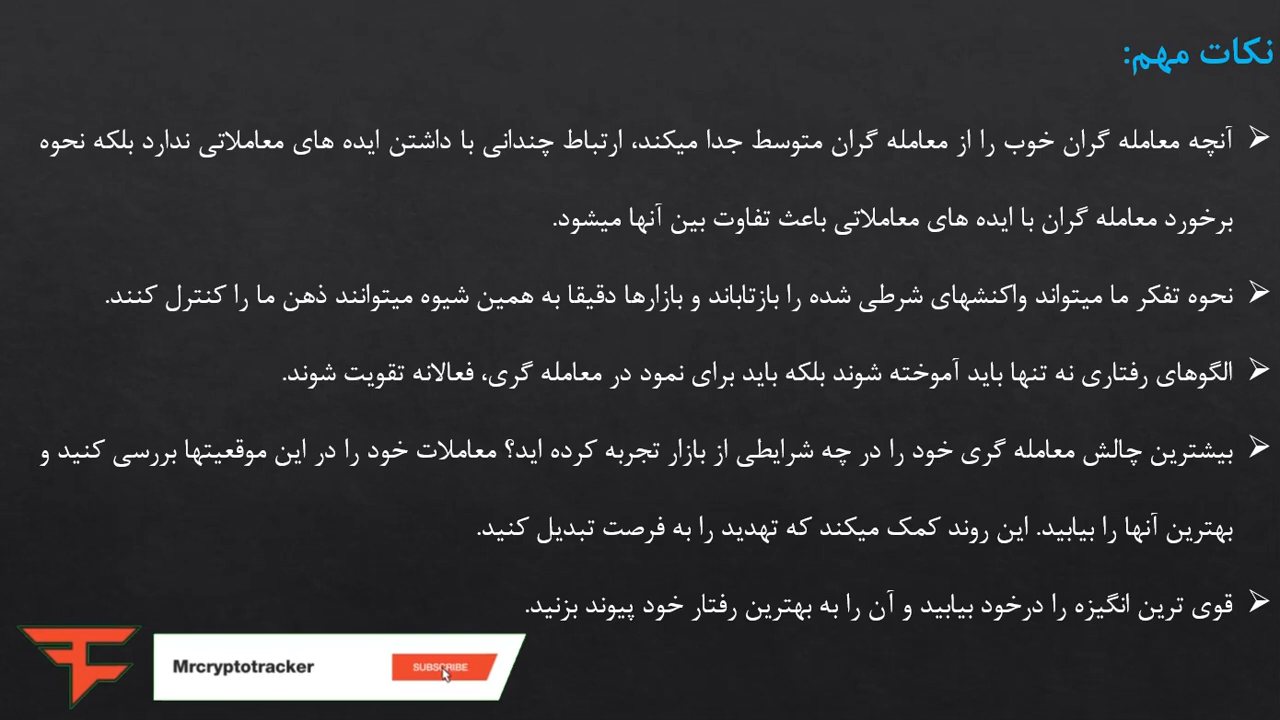 نکات مهم:
آنچه معامله گران خوب را از معامله گران متوسط جدا میکند، ارتباط چندانی با داشتن ایده های معاملاتی ندارد بلکه نحوه
برخورد معامله گران با ایده های معاملاتی باعث تفاوت بین آنها میشود.
نحوه تفکر ما میتواند واکنشهای شرطی شده را بازتاباند و بازارها دقیقا به همین شیوه میتوانند ذهن ما را کنترل کنند.
الگوهای رفتاری نه تنها باید آموخته شوند بلکه باید برای نمود در معامله گری، فعالانه تقویت شوند.
بیشترین چالش معامله گری خود را در چه شرایطی از بازار تجربه کرده اید؟ معاملات خود را در این موقعیتها بررسی کنید و
بهترین آنها را بیابید. این روند کمک میکند که تهدید را به فرصت تبدیل کنید.
قوی ترین انگیزه را درخود بیابید و آن را به بهترین رفتار خود پیوند بزنید.
Mrcryptotracker
SUBSCRIBE